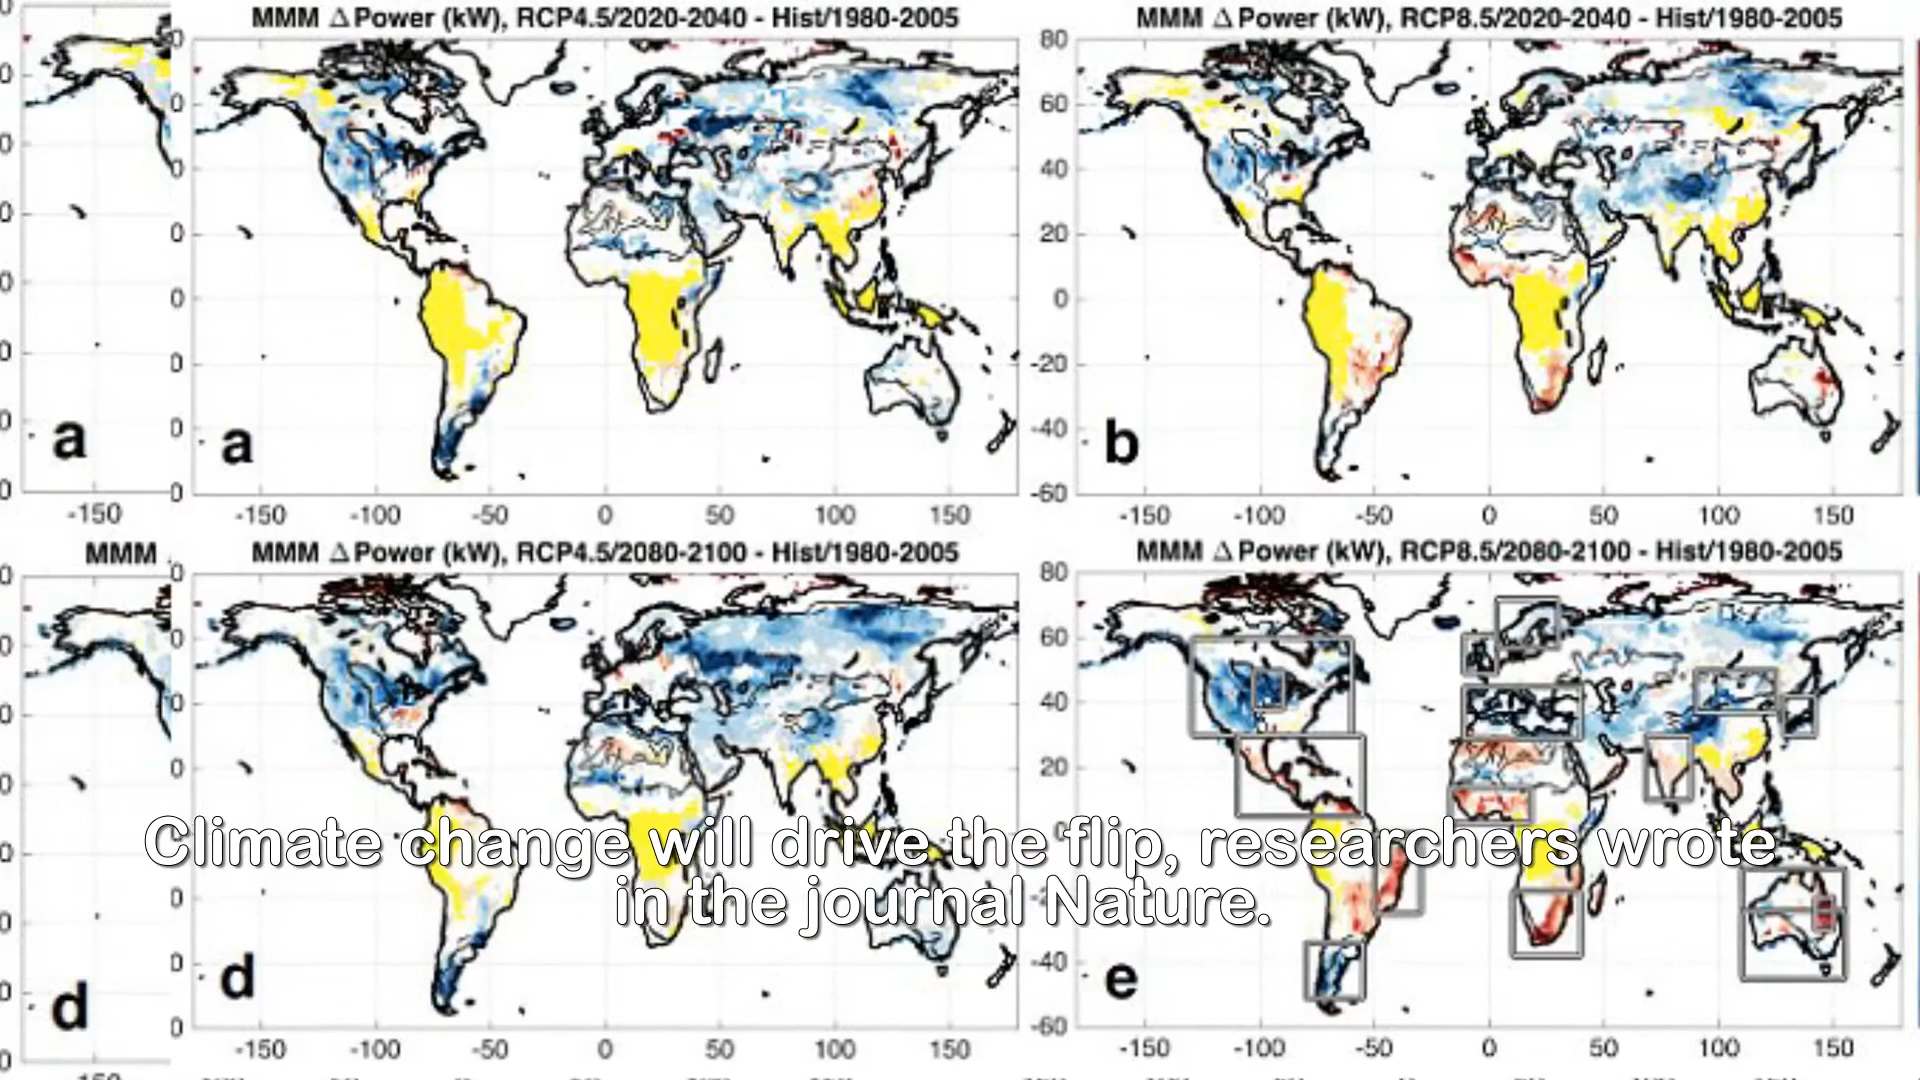 MMM Δ Power (kW), RCP4.5/2020-2040 - Hist/1980-2005
MMM Δ Power (kW), RCP8.5/2020-2040 - Hist/1980-2005
80
60
40
20
0
-20
-40
-60
a
a
b
-150
-150 -100 -50 0 50 100 150
-150 -100 -50 0 50 100 150
MMM
MMM Δ Power (kW), RCP4.5/2080-2100 - Hist/1980-2005
MMM Δ Power (kW), RCP8.5/2080-2100 - Hist/1980-2005
80
60
40
20
0
-20
-40
-60
Climate change will drive the flip, researchers wrote
in the journal Nature.
d
d
e
-150 -100 -50 0 50 100 150
-150 -100 -50 0 50 100 150